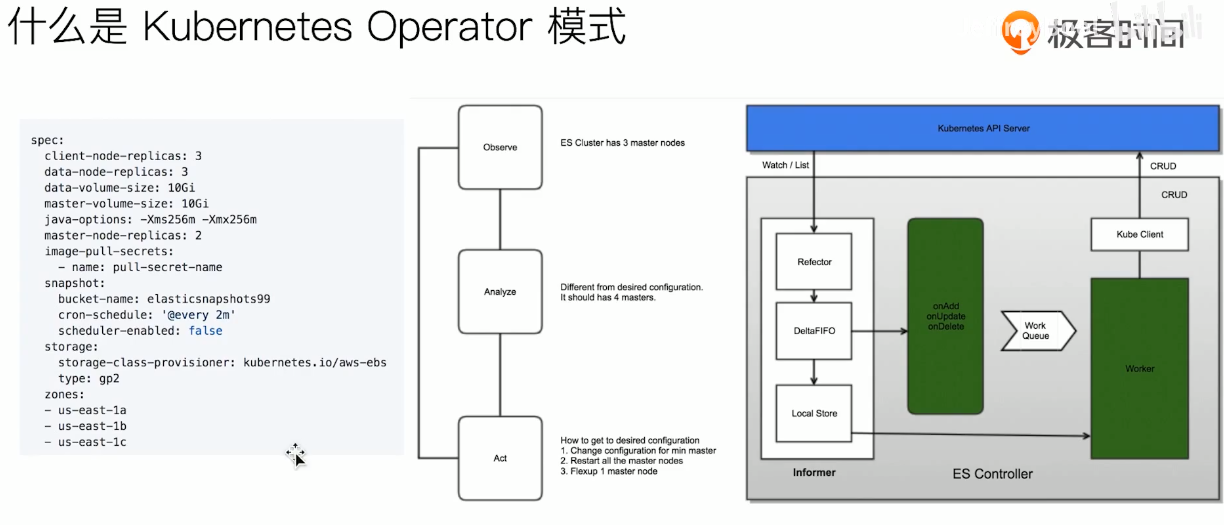 什么是 Kubernetes Operator 模式
极客时间
spec:
client-node-replicas: 3
data-node-replicas: 3
data-volume-size: 10Gi
master-volume-size: 10Gi
java-options: -Xms256m -Xmx256m
master-node-replicas: 2
image-pull-secrets:
- name: pull-secret-name
snapshot:
bucket-name: elasticsnapshots99
cron-schedule: '@every 2m'
scheduler-enabled: false
storage:
storage-class-provisioner: kubernetes.io/aws-ebs
type: gp2
zones:
- us-east-1a
- us-east-1b
- us-east-1c
Observe
ES Cluster has 3 master nodes
Analyze
Different from desired configuration.
It should has 4 masters.
Act
How to get to desired configuration
1. Change configuration for min master
2. Restart all the master nodes
3. Flexup 1 master node
Kubernetes API Server
Watch / List
CRUD
CRUD
Refector
DeltaFIFO
Local Store
Informer
onAdd
onUpdate
onDelete
Work
Queue
Kube Client
Worker
ES Controller